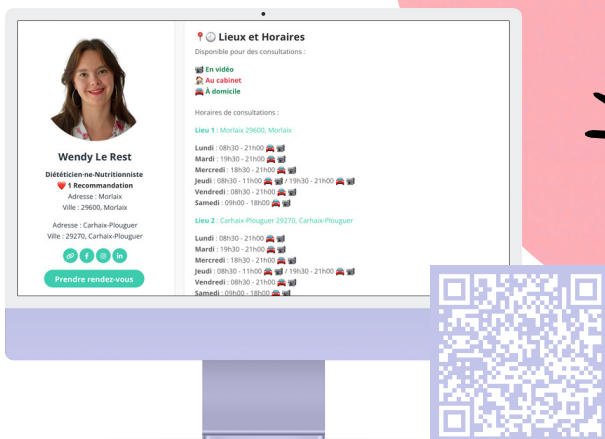 Wendy Le Rest
Diététicien·ne-Nutritionniste
❤️ 1 Recommandation
Adresse : Morlaix
Ville : 29600, Morlaix
Adresse : Carhaix-Plouguer
Ville : 29270, Carhaix-Plouguer
Prendre rendez-vous
Lieux et Horaires
Disponible pour des consultations :
En vidéo
Au cabinet
À domicile
Horaires de consultations :
Lieu 1 : Morlaix 29600, Morlaix
Lundi : 08h30 - 21h00
Mardi : 19h30 - 21h00
Mercredi : 18h30 - 21h00
Jeudi : 08h30 - 11h00 / 19h30 - 21h00
Vendredi : 08h30 - 21h00
Samedi : 09h00 - 18h00
Lieu 2 : Carhaix-Plouguer 29270, Carhaix-Plouguer
Lundi : 08h30 - 21h00
Mardi : 19h30 - 21h00
Mercredi : 18h30 - 21h00
Jeudi : 08h30 - 11h00 / 19h30 - 21h00
Vendredi : 08h30 - 21h00
Samedi : 09h00 - 18h00